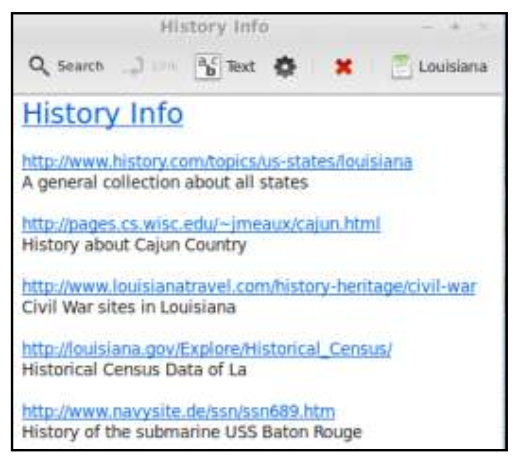 History Info
Search Link Text Louisiana
History Info
http://www.history.com/topics/us-states/louisiana
A general collection about all states
http://pages.cs.wisc.edu/~jmeaux/cajun.html
History about Cajun Country
http://www.louisianatravel.com/history-heritage/civil-war
Civil War sites in Louisiana
http://louisiana.gov/Explore/Historical_Census/
Historical Census Data of La
http://www.navysite.de/ssn/ssn689.htm
History of the submarine USS Baton Rouge